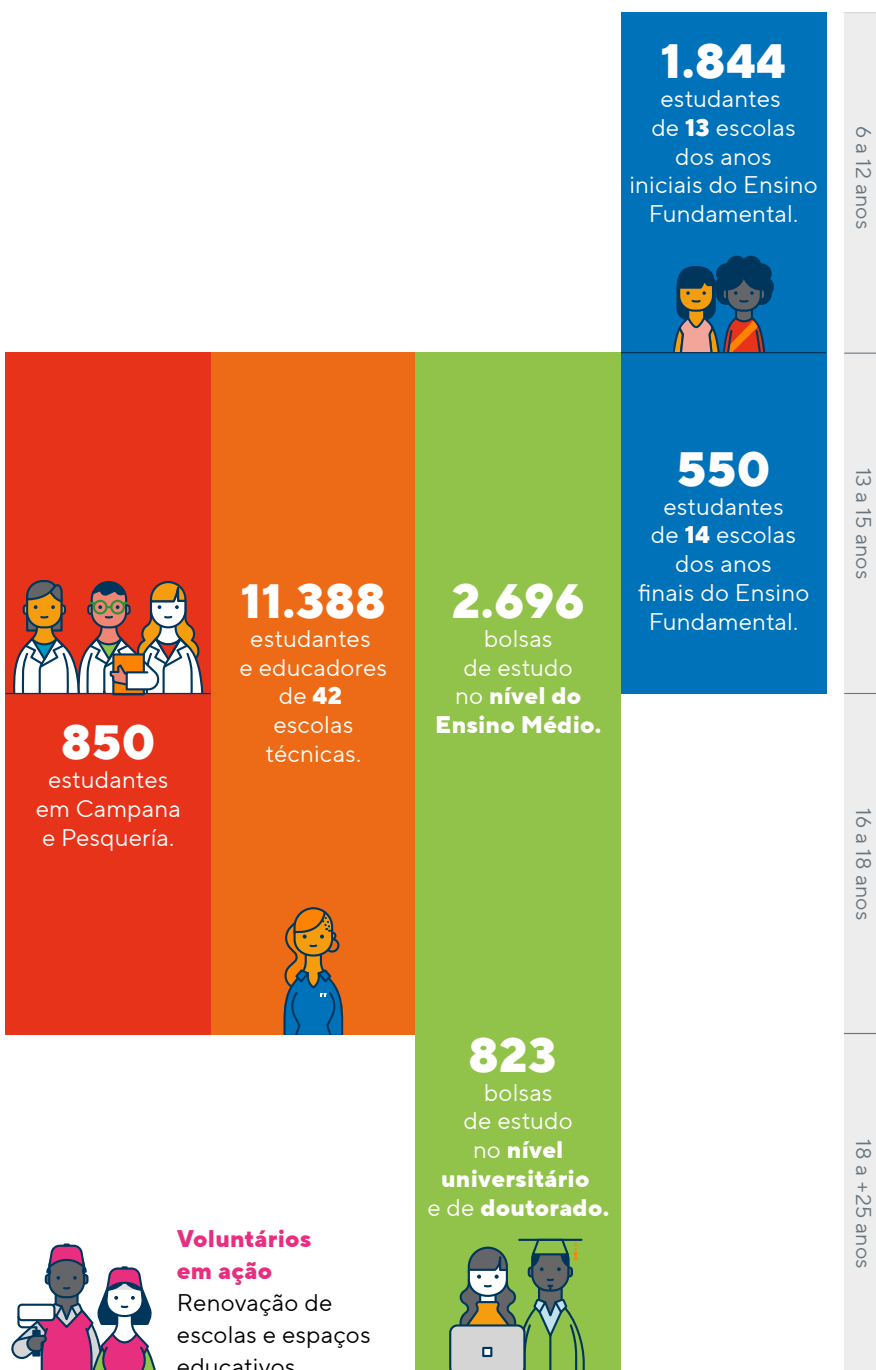 1.844
estudantes
de 13 escolas
dos anos
iniciais do Ensino
Fundamental.
6 a 12 anos
850
estudantes
em Campana
e Pesquería.
11.388
estudantes
e educadores
de 42
escolas
técnicas.
2.696
bolsas
de estudo
no nível do
Ensino Médio.
550
estudantes
de 14 escolas
dos anos
finais do Ensino
Fundamental.
13 a 15 anos
16 a 18 anos
823
bolsas
de estudo
no nível
universitário
e de doutorado.
18 a +25 anos
Voluntários
em ação
Renovação de
escolas e espaços
educativos